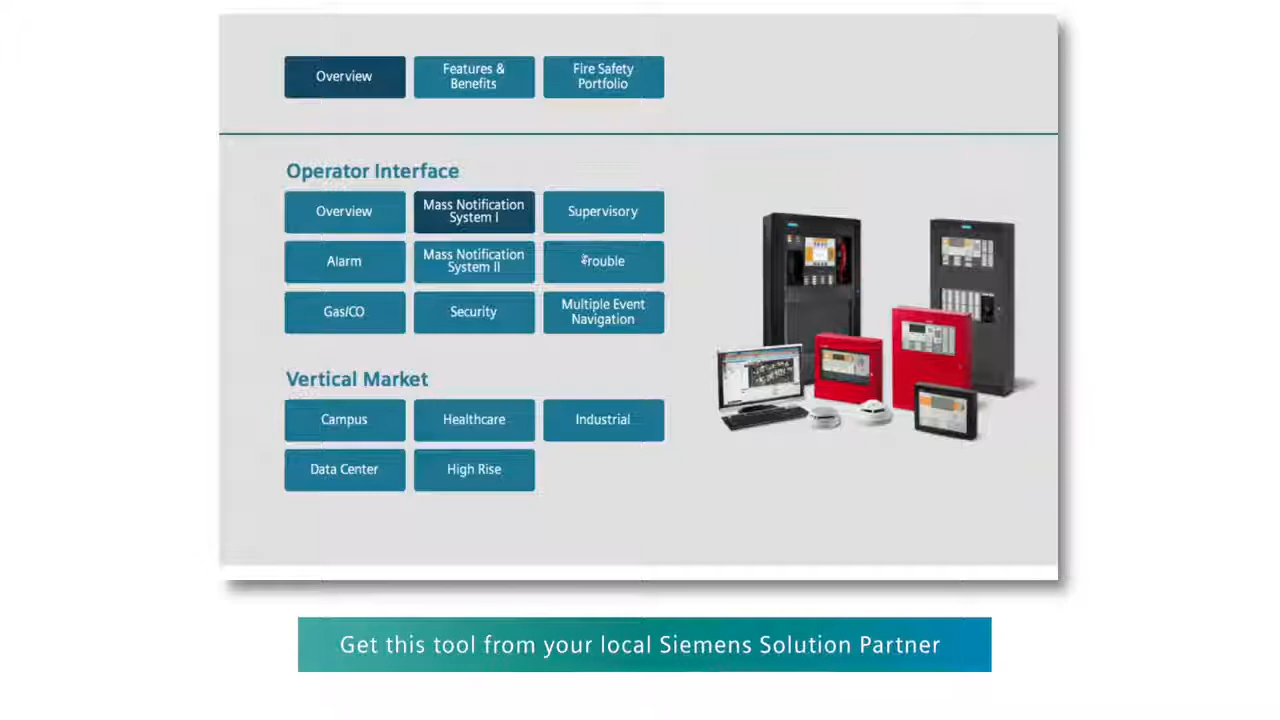 Overview
Features &
Benefits
Fire Safety
Portfolio
Operator Interface
Overview
Mass Notification
System I
Supervisory
Alarm
Mass Notification
System II
Trouble
Gas/CO
Security
Multiple Event
Navigation
Vertical Market
Campus
Healthcare
Industrial
Data Center
High Rise
Get this tool from your local Siemens Solution Partner